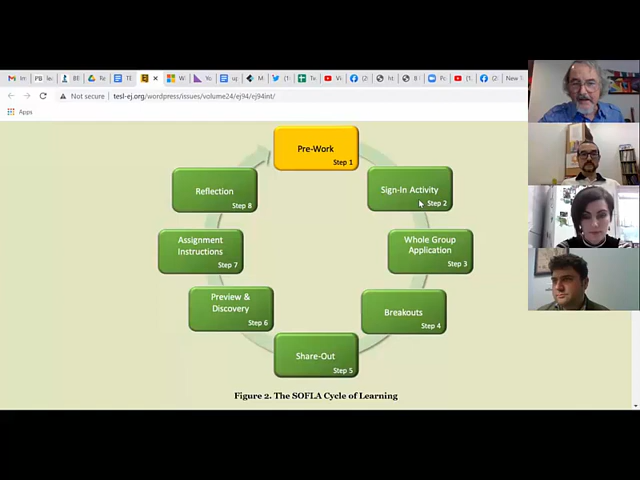 Not secure
tesl-ej.org/wordpress/issues/volume24/ej94/ej94int/
Apps
Pre-Work
Step 1
Sign-In Activity
Step 2
Whole Group
Application
Step 3
Breakouts
Step 4
Share-Out
Step 5
Preview &
Discovery
Step 6
Assignment
Instructions
Step 7
Reflection
Step 8
Figure 2. The SOFLA Cycle of Learning